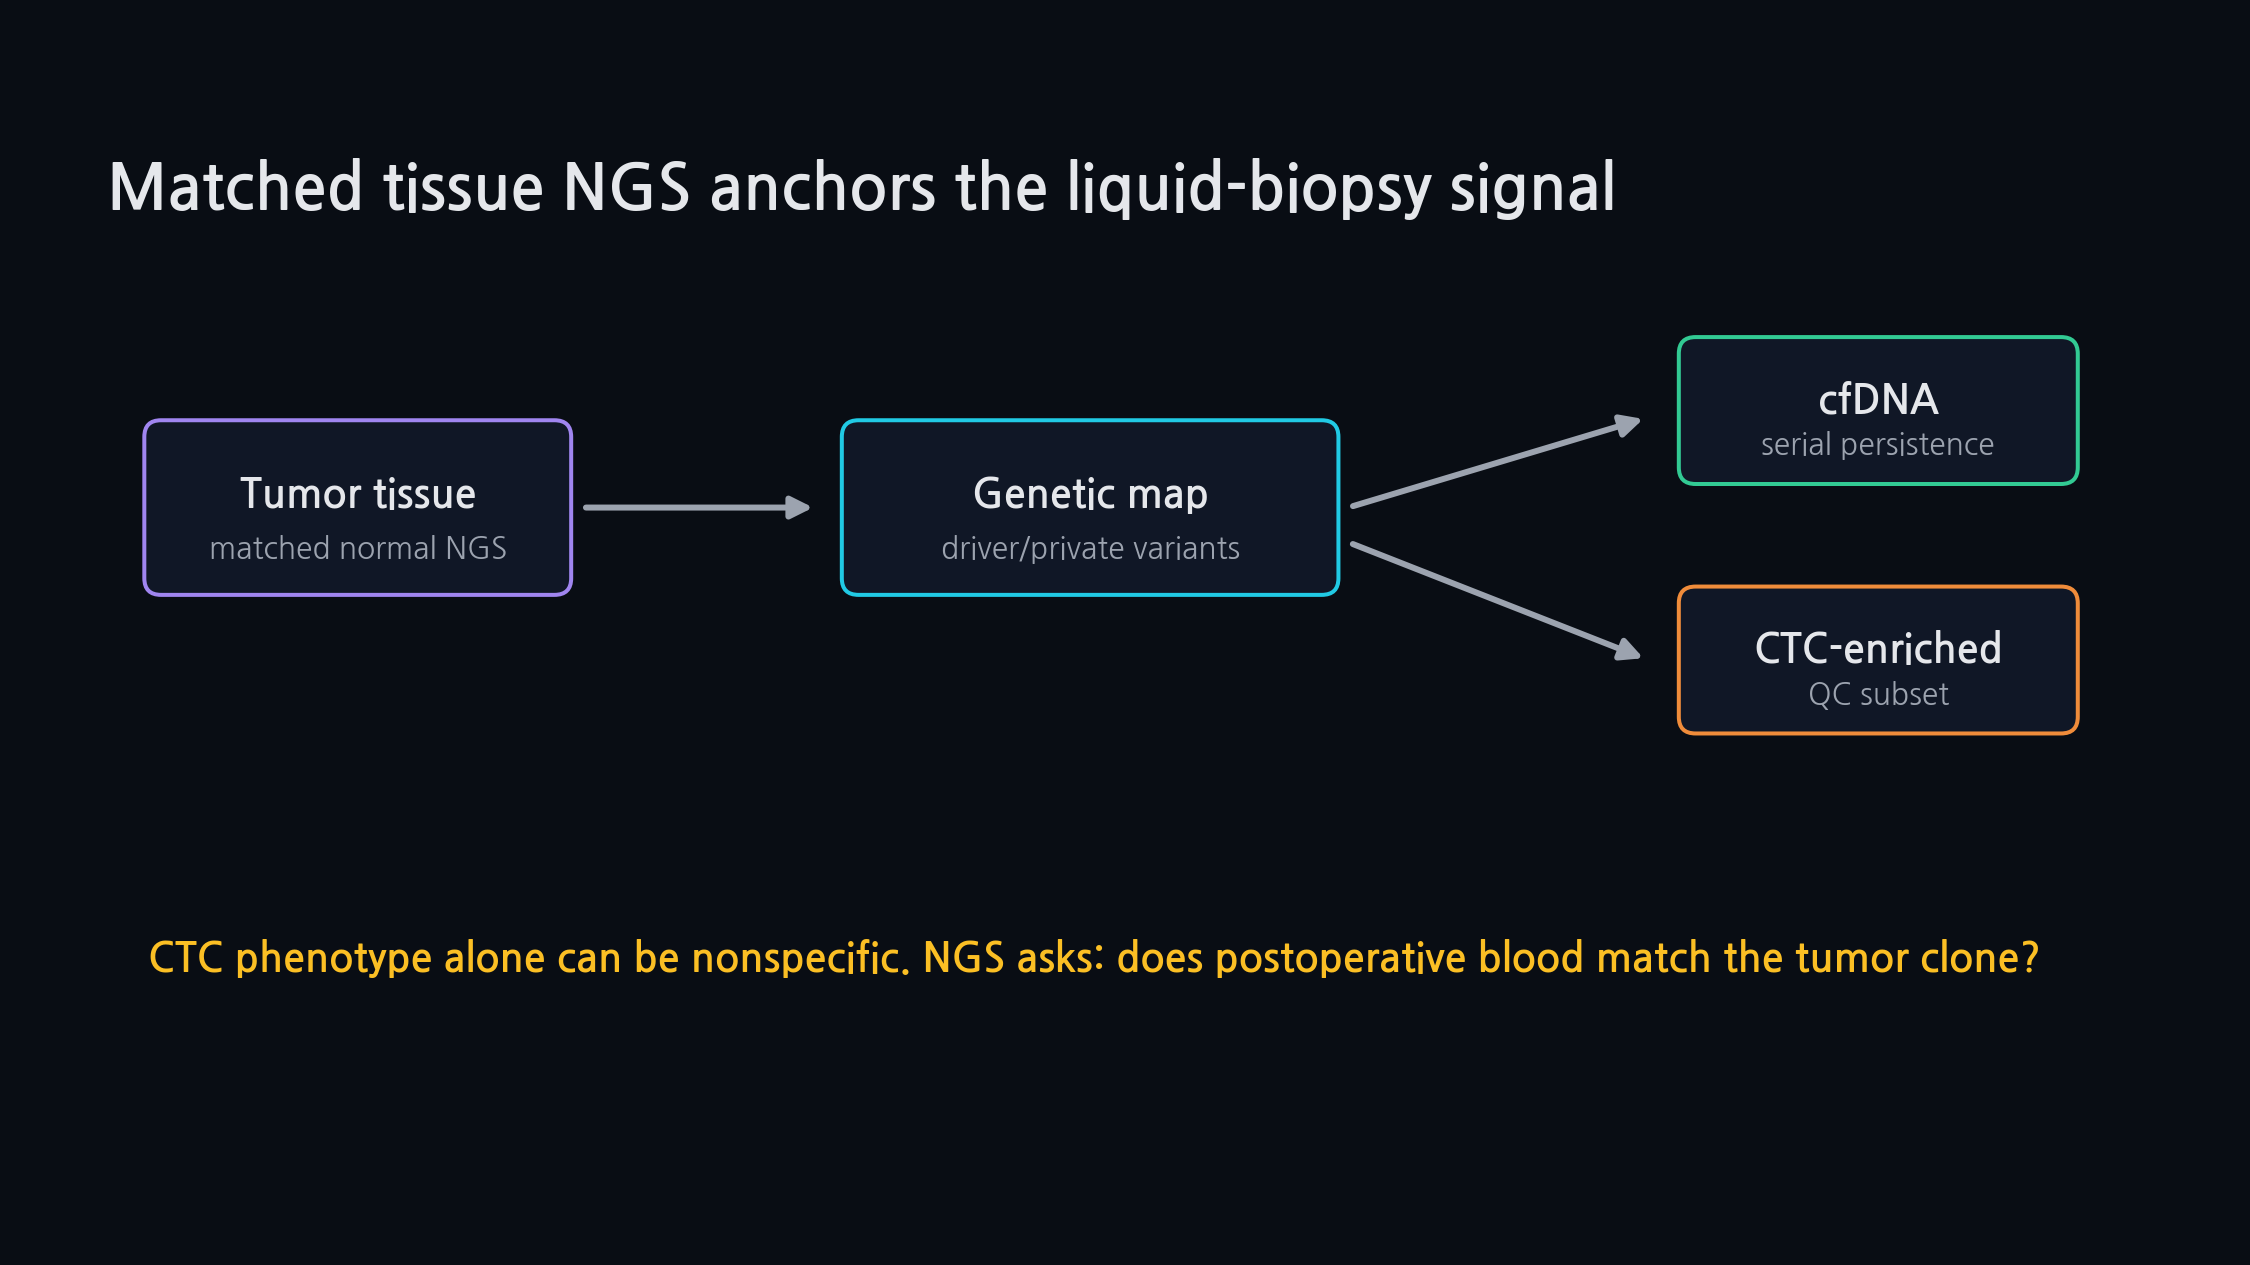 Matched tissue NGS anchors the liquid-biopsy signal
Tumor tissue
matched normal NGS
Genetic map
driver/private variants
cfDNA
serial persistence
CTC-enriched
QC subset
CTC phenotype alone can be nonspecific. NGS asks: does postoperative blood match the tumor clone?